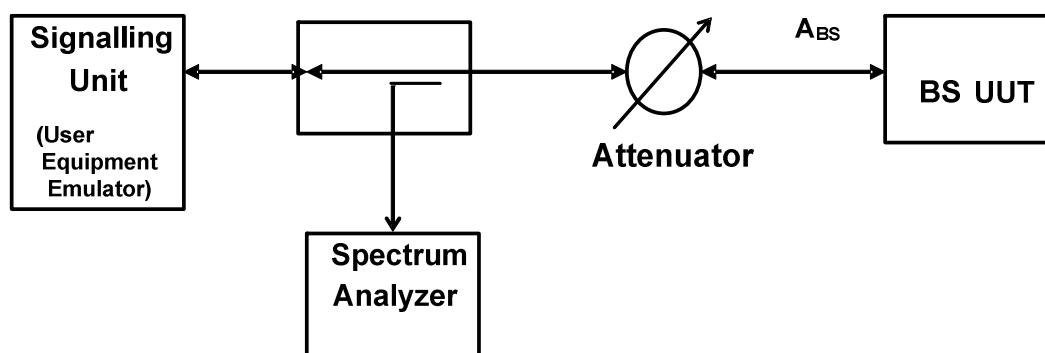 Signalling
Unit
(User
Equipment
Emulator)
Attenuator
ABS
BS UUT
Spectrum
Analyzer